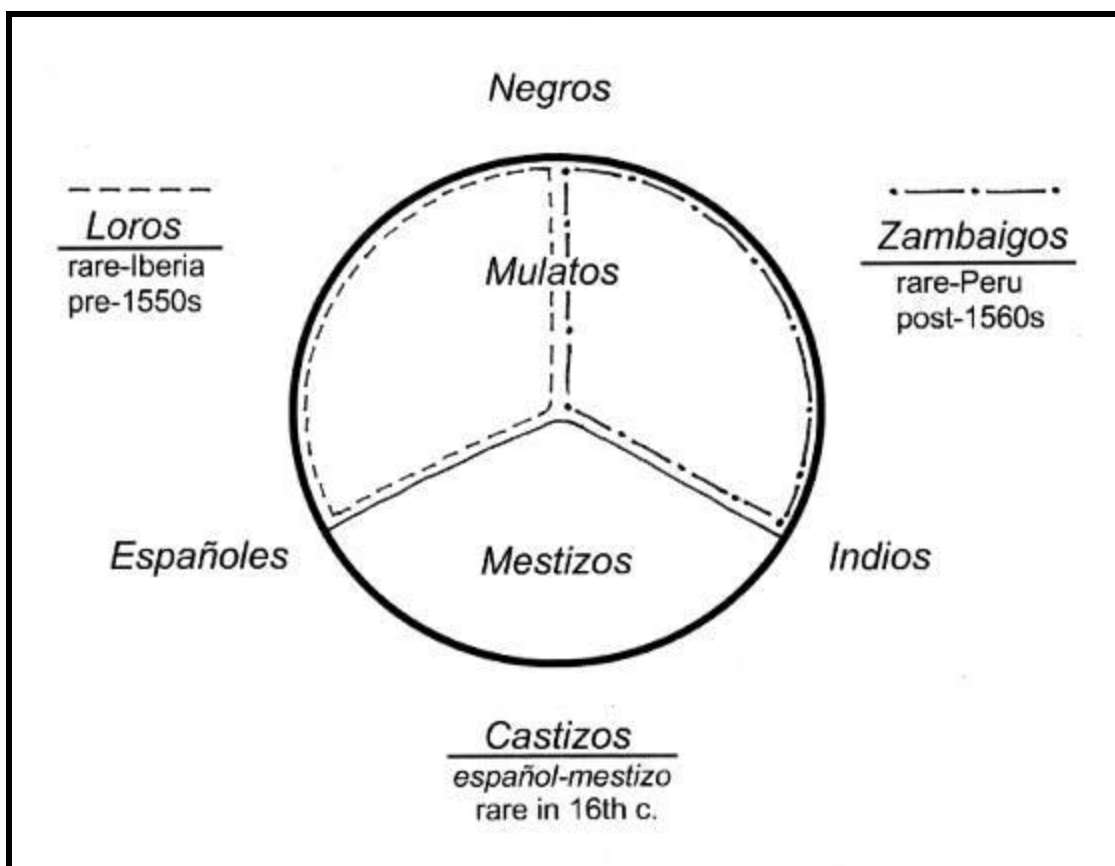 Negros
Loros
rare-Iberia
pre-1550s
Zambaigos
rare-Peru
post-1560s
Mulatos
Españoles
Mestizos
Indios
Castizos
español-mestizo
rare in 16th c.